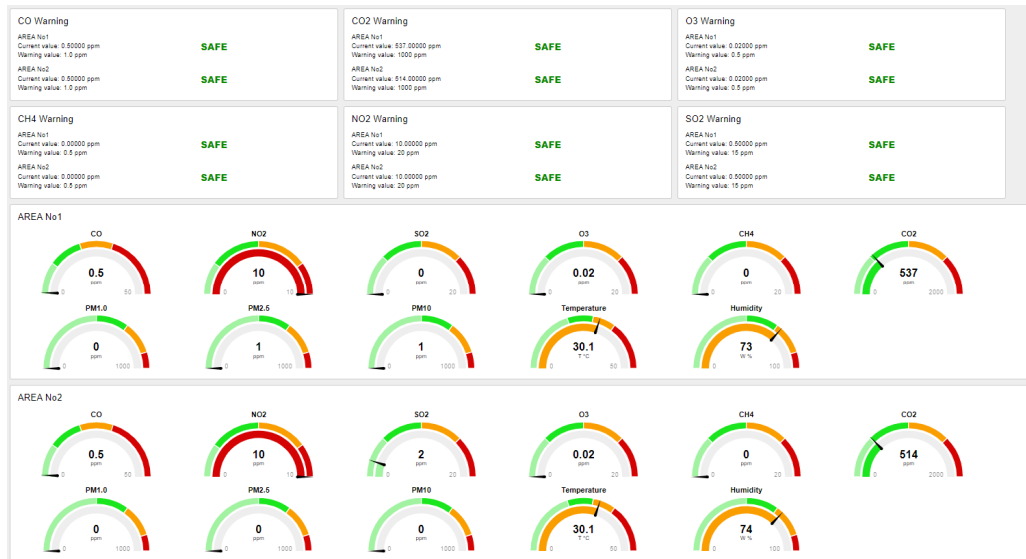 CO Warning
AREA No1
Current value: 0.50000 ppm
Warning value: 1.0 ppm
SAFE
AREA No2
Current value: 0.50000 ppm
Warning value: 1.0 ppm
SAFE
CO2 Warning
AREA No1
Current value: 537.00000 ppm
Warning value: 1000 ppm
SAFE
AREA No2
Current value: 514.00000 ppm
Warning value: 1000 ppm
SAFE
O3 Warning
AREA No1
Current value: 0.02000 ppm
Warning value: 0.5 ppm
SAFE
AREA No2
Current value: 0.02000 ppm
Warning value: 0.5 ppm
SAFE
CH4 Warning
AREA No1
Current value: 0.00000 ppm
Warning value: 0.5 ppm
SAFE
AREA No2
Current value: 0.00000 ppm
Warning value: 0.5 ppm
SAFE
NO2 Warning
AREA No1
Current value: 10.00000 ppm
Warning value: 20 ppm
SAFE
AREA No2
Current value: 10.00000 ppm
Warning value: 20 ppm
SAFE
SO2 Warning
AREA No1
Current value: 0.50000 ppm
Warning value: 15 ppm
SAFE
AREA No2
Current value: 0.50000 ppm
Warning value: 15 ppm
SAFE
AREA No1
CO
0.5
ppm
0 50
NO2
10
ppm
0 10
SO2
0
ppm
0 20
O3
0.02
ppm
0 20
CH4
0
ppm
0 20
CO2
537
ppm
0 2000
PM1.0
0
ppm
0 1000
PM2.5
1
ppm
0 1000
PM10
1
ppm
0 1000
Temperature
30.1
T °C
0 50
Humidity
73
W %
0 100
AREA No2
CO
0.5
ppm
0 50
NO2
10
ppm
0 10
SO2
2
ppm
0 20
O3
0.02
ppm
0 20
CH4
0
ppm
0 20
CO2
514
ppm
0 2000
PM1.0
0
ppm
0 1000
PM2.5
0
ppm
0 1000
PM10
0
ppm
0 1000
Temperature
30.1
T °C
0 50
Humidity
74
W %
0 100